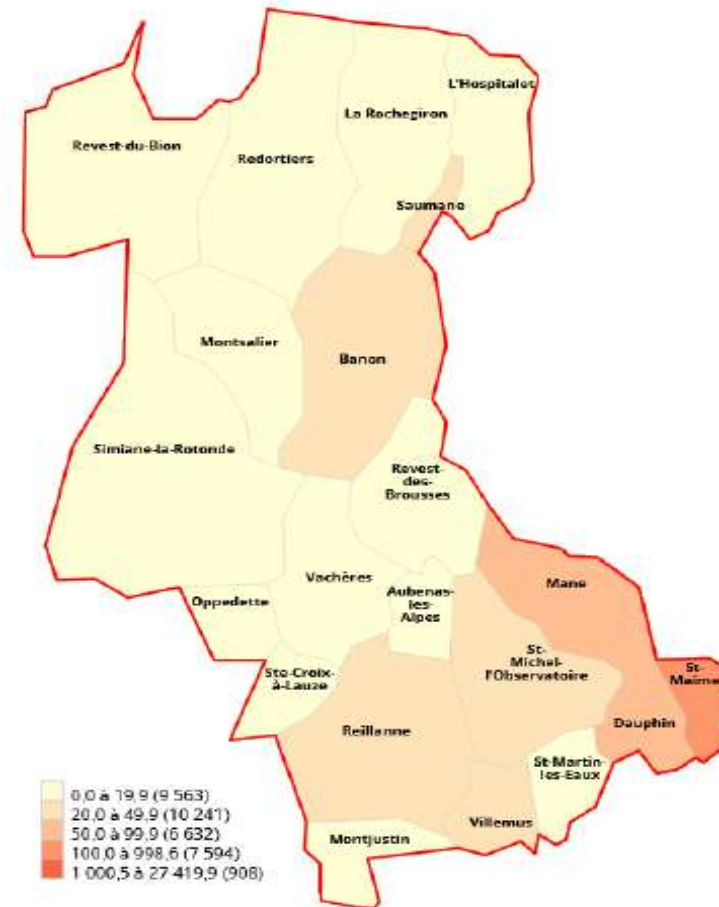 L'Hospitalet
La Rochegiron
Revest-du-Bion
Redortiers
Saumane
Montsalier
Banon
Simiane-la-Rotonde
Revest-
des-
Brousses
Vachères
Mane
Oppedette
Aubenas-
les-
Alpes
St-
Michel-
l'Observatoire
St-
Maime
Ste-Croix-
à-Lauze
Reillanne
Dauphin
St-Martin-
les-Eaux
Villemus
Montjustin
0,0 à 19,9 (9 563)
20,0 à 49,9 (10 241)
50,0 à 99,9 (6 632)
100,0 à 998,6 (7 594)
1 000,5 à 27 419,9 (908)